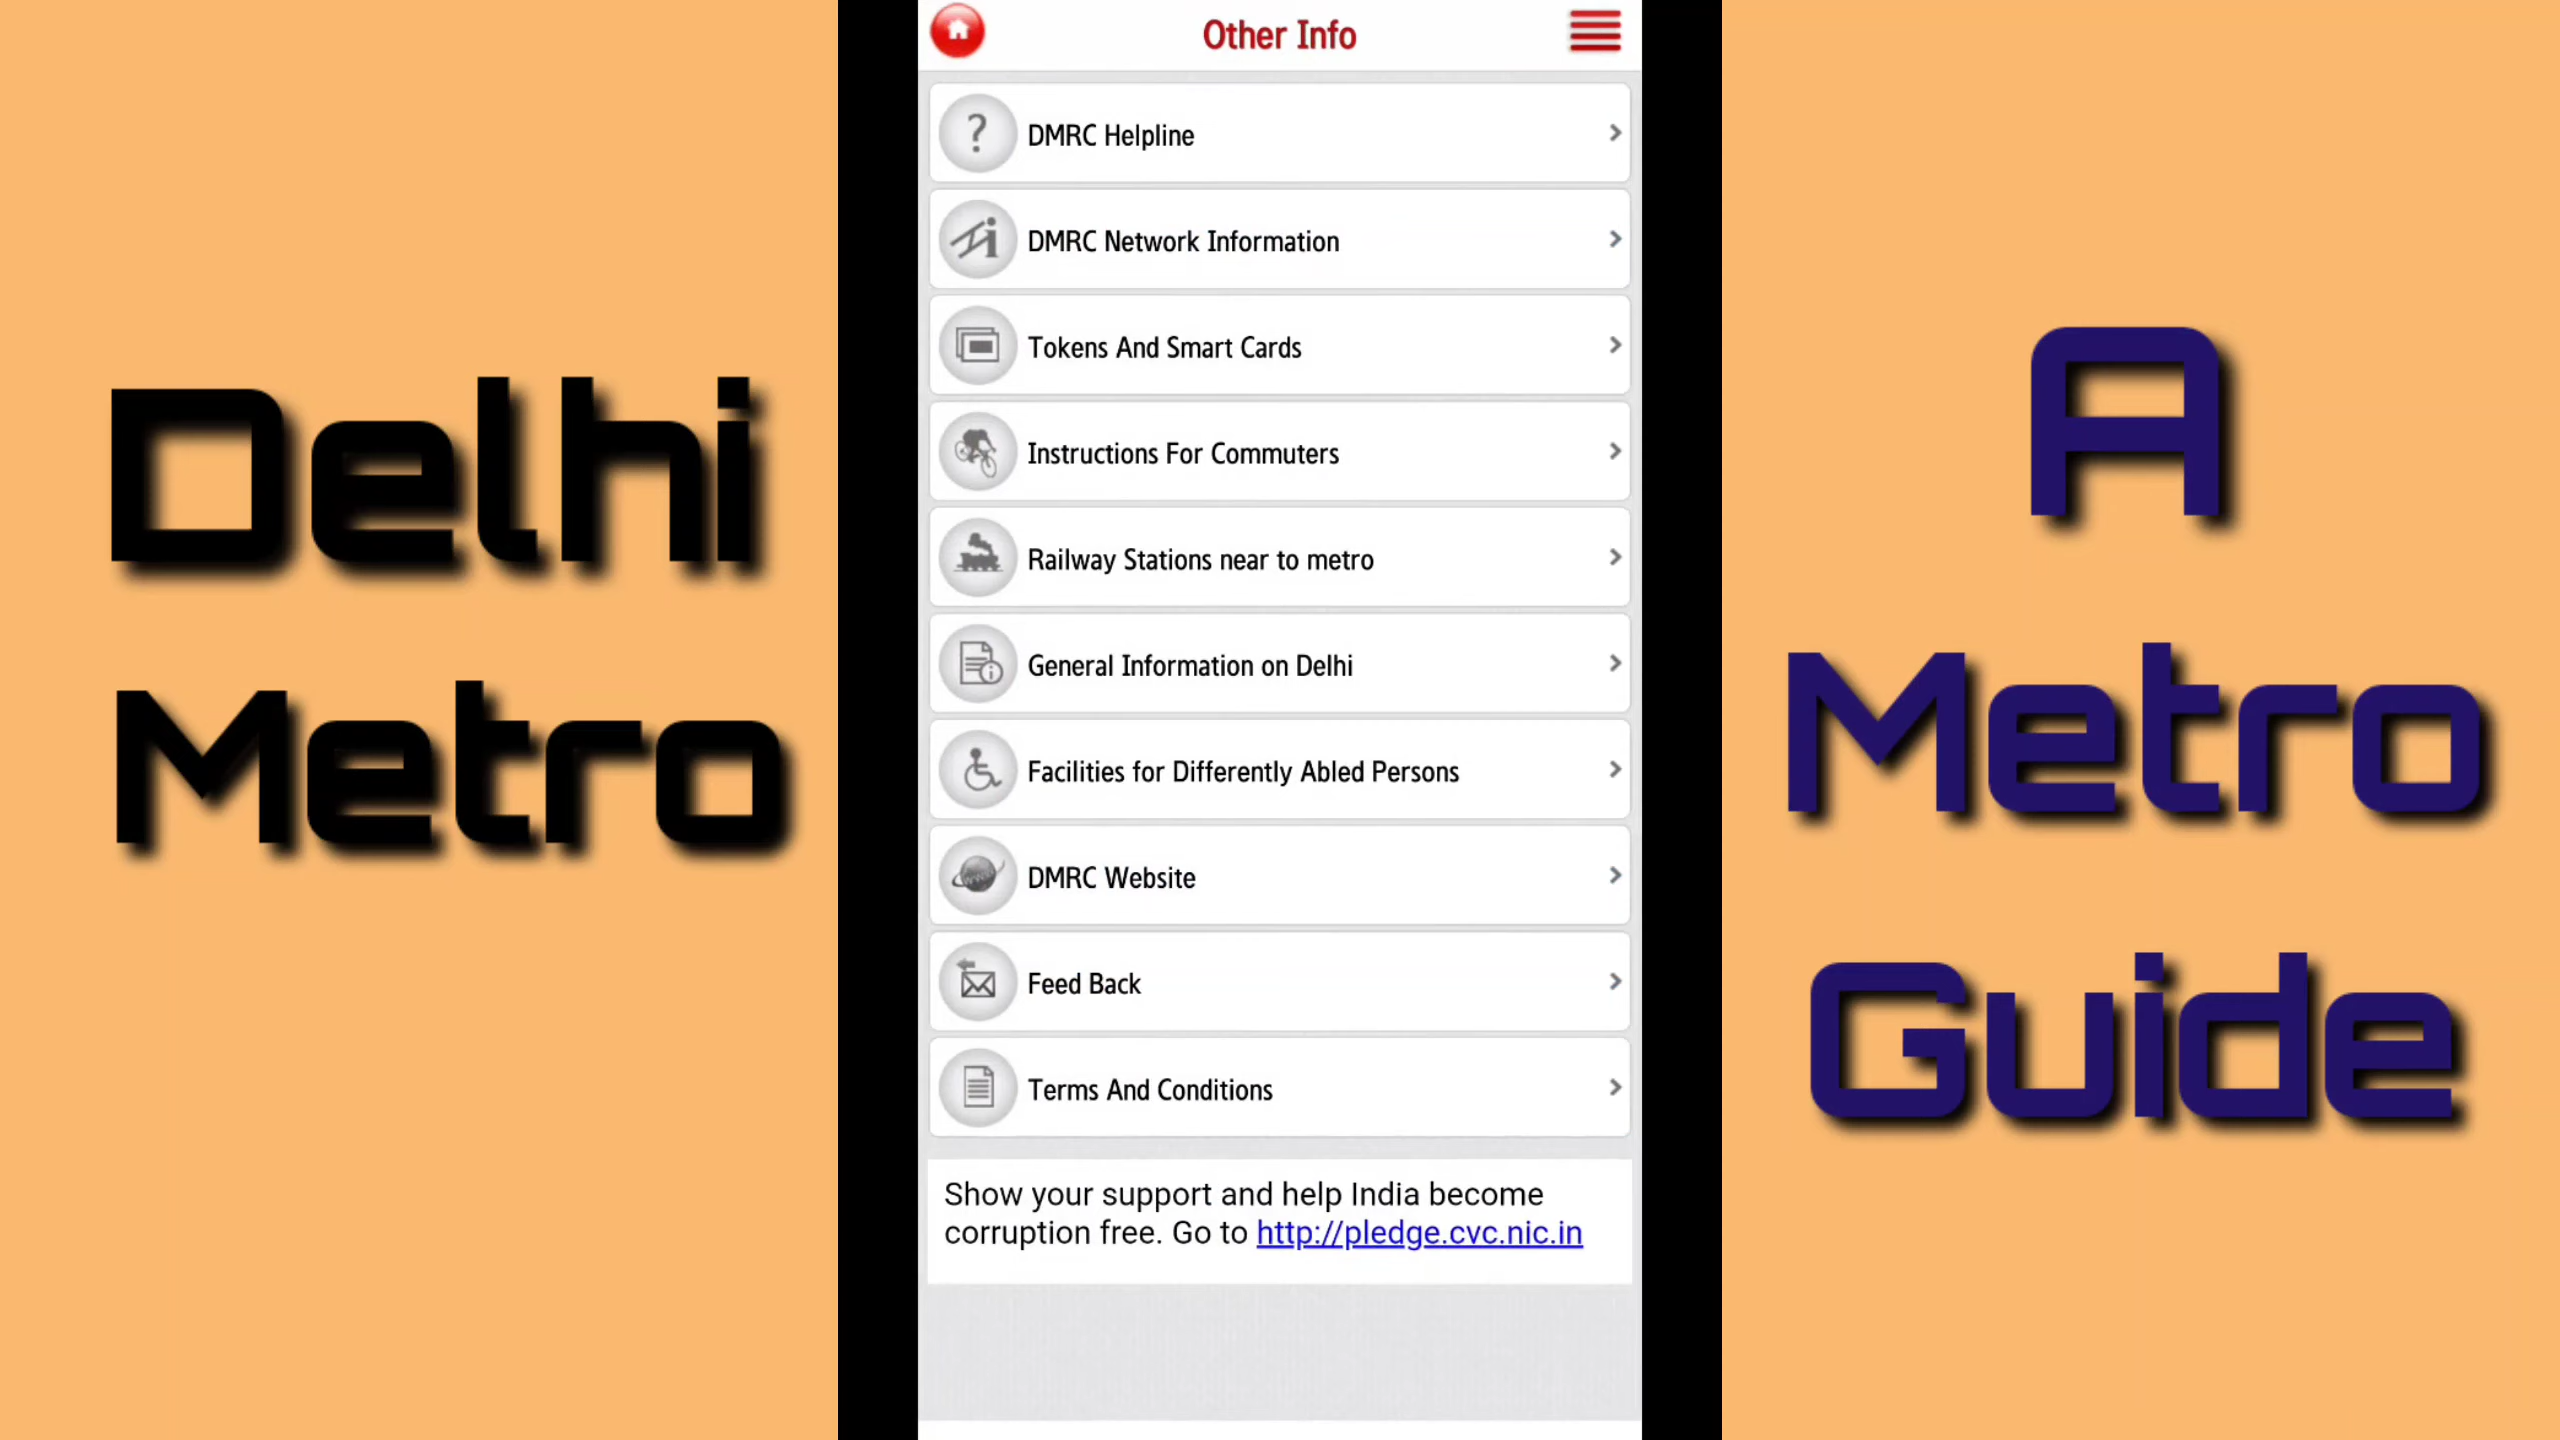 Delhi
Metro
Other Info
DMRC Helpline
DMRC Network Information
Tokens And Smart Cards
Instructions For Commuters
Railway Stations near to metro
General Information on Delhi
Facilities for Differently Abled Persons
DMRC Website
Feed Back
Terms And Conditions
Show your support and help India become
corruption free. Go to http://pledge.cvc.nic.in
A
Metro
Guide